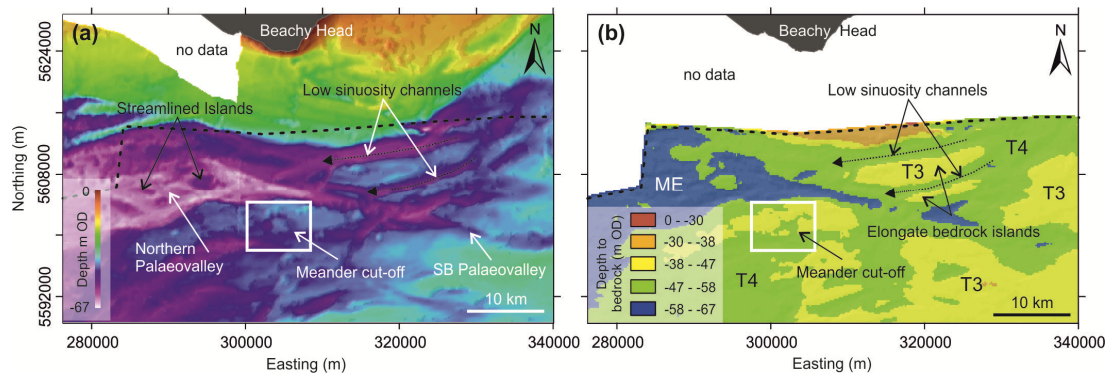 (a)
Beachy Head
N
no data
Low sinuosity channels
Streamlined Islands
Northern
Palaeovalley
Meander cut-off
SB Palaeovalley
10 km
0
Depth m OD
-67
Northing (m)
5624000
5608000
5592000
280000
300000
320000
340000
Easting (m)
(b)
Beachy Head
N
no data
Low sinuosity channels
T4
T3
T3
ME
Elongate bedrock islands
Meander cut-off
T4
T3
10 km
Depth to
bedrock (m OD)
0 - -30
-30 - -38
-38 - -47
-47 - -58
-58 - -67
280000
300000
320000
340000
Easting (m)